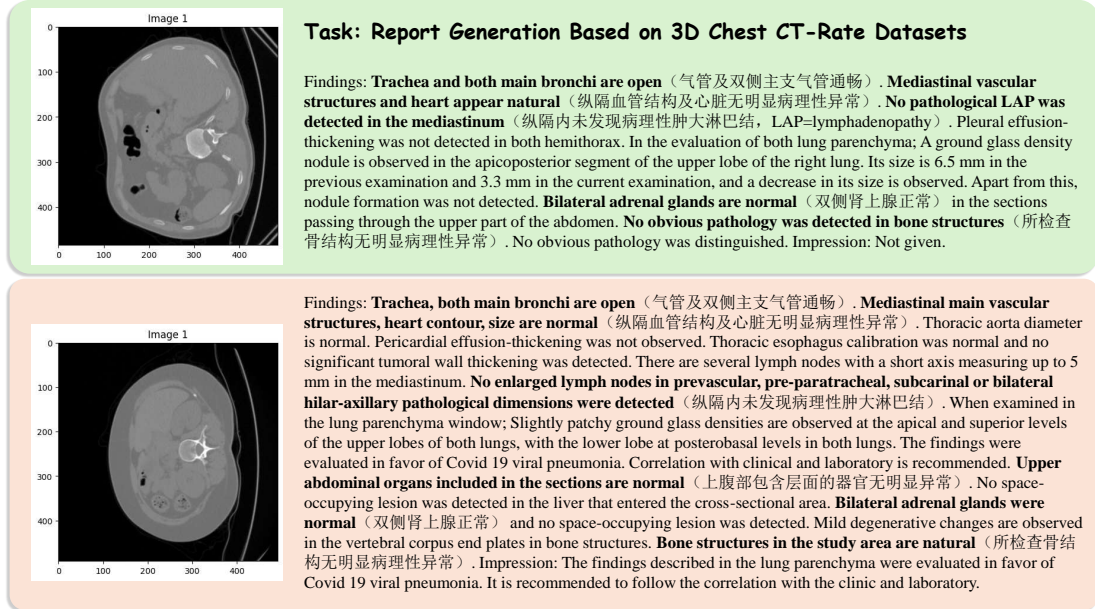 Image 1
0
100
200
300
400
0 100 200 300 400
Task: Report Generation Based on 3D Chest CT-Rate Datasets
Findings: Trachea and both main bronchi are open（气管及双侧主支气管通畅）. Mediastinal vascular
structures and heart appear natural（纵隔血管结构及心脏无明显病理性异常）. No pathological LAP was
detected in the mediastinum（纵隔内未发现病理性肿大淋巴结，LAP=lymphadenopathy）. Pleural effusion-
thickening was not detected in both hemithorax. In the evaluation of both lung parenchyma; A ground glass density
nodule is observed in the apicoposterior segment of the upper lobe of the right lung. Its size is 6.5 mm in the
previous examination and 3.3 mm in the current examination, and a decrease in its size is observed. Apart from this,
nodule formation was not detected. Bilateral adrenal glands are normal（双侧肾上腺正常） in the sections
passing through the upper part of the abdomen. No obvious pathology was detected in bone structures（所检查
骨结构无明显病理性异常）. No obvious pathology was distinguished. Impression: Not given.
Image 1
0
100
200
300
400
0 100 200 300 400
Findings: Trachea, both main bronchi are open（气管及双侧主支气管通畅）. Mediastinal main vascular
structures, heart contour, size are normal（纵隔血管结构及心脏无明显病理性异常）. Thoracic aorta diameter
is normal. Pericardial effusion-thickening was not observed. Thoracic esophagus calibration was normal and no
significant tumoral wall thickening was detected. There are several lymph nodes with a short axis measuring up to 5
mm in the mediastinum. No enlarged lymph nodes in prevascular, pre-paratracheal, subcarinal or bilateral
hilar-axillary pathological dimensions were detected（纵隔内未发现病理性肿大淋巴结）. When examined in
the lung parenchyma window; Slightly patchy ground glass densities are observed at the apical and superior levels
of the upper lobes of both lungs, with the lower lobe at posterobasal levels in both lungs. The findings were
evaluated in favor of Covid 19 viral pneumonia. Correlation with clinical and laboratory is recommended. Upper
abdominal organs included in the sections are normal（上腹部包含层面的器官无明显异常）. No space-
occupying lesion was detected in the liver that entered the cross-sectional area. Bilateral adrenal glands were
normal（双侧肾上腺正常） and no space-occupying lesion was detected. Mild degenerative changes are observed
in the vertebral corpus end plates in bone structures. Bone structures in the study area are natural（所检查骨结
构无明显病理性异常）. Impression: The findings described in the lung parenchyma were evaluated in favor of
Covid 19 viral pneumonia. It is recommended to follow the correlation with the clinic and laboratory.